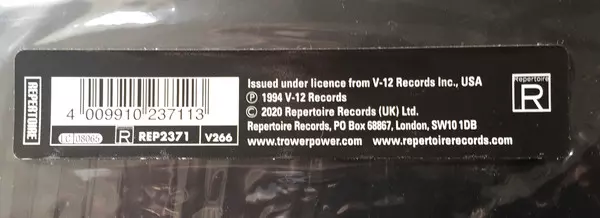 REPERTOIRE
4 009910 237113
LC 08065
R
REP2371
V266
Issued under licence from V-12 Records Inc., USA
℗ 1994 V-12 Records
© 2020 Repertoire Records (UK) Ltd.
Repertoire Records, PO Box 68867, London, SW10 1DB
www.trowerpower.com www.repertoirerecords.com
Repertoire
R